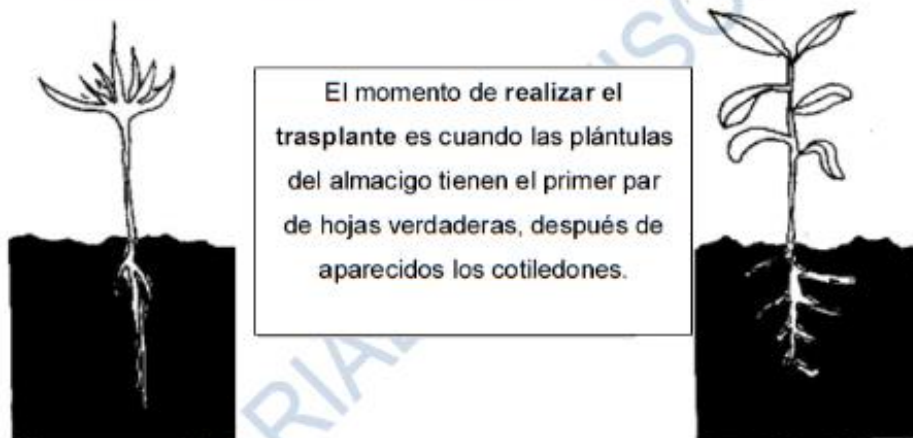 El momento de realizar el
trasplante es cuando las plántulas
del almacigo tienen el primer par
de hojas verdaderas, después de
aparecidos los cotiledones.